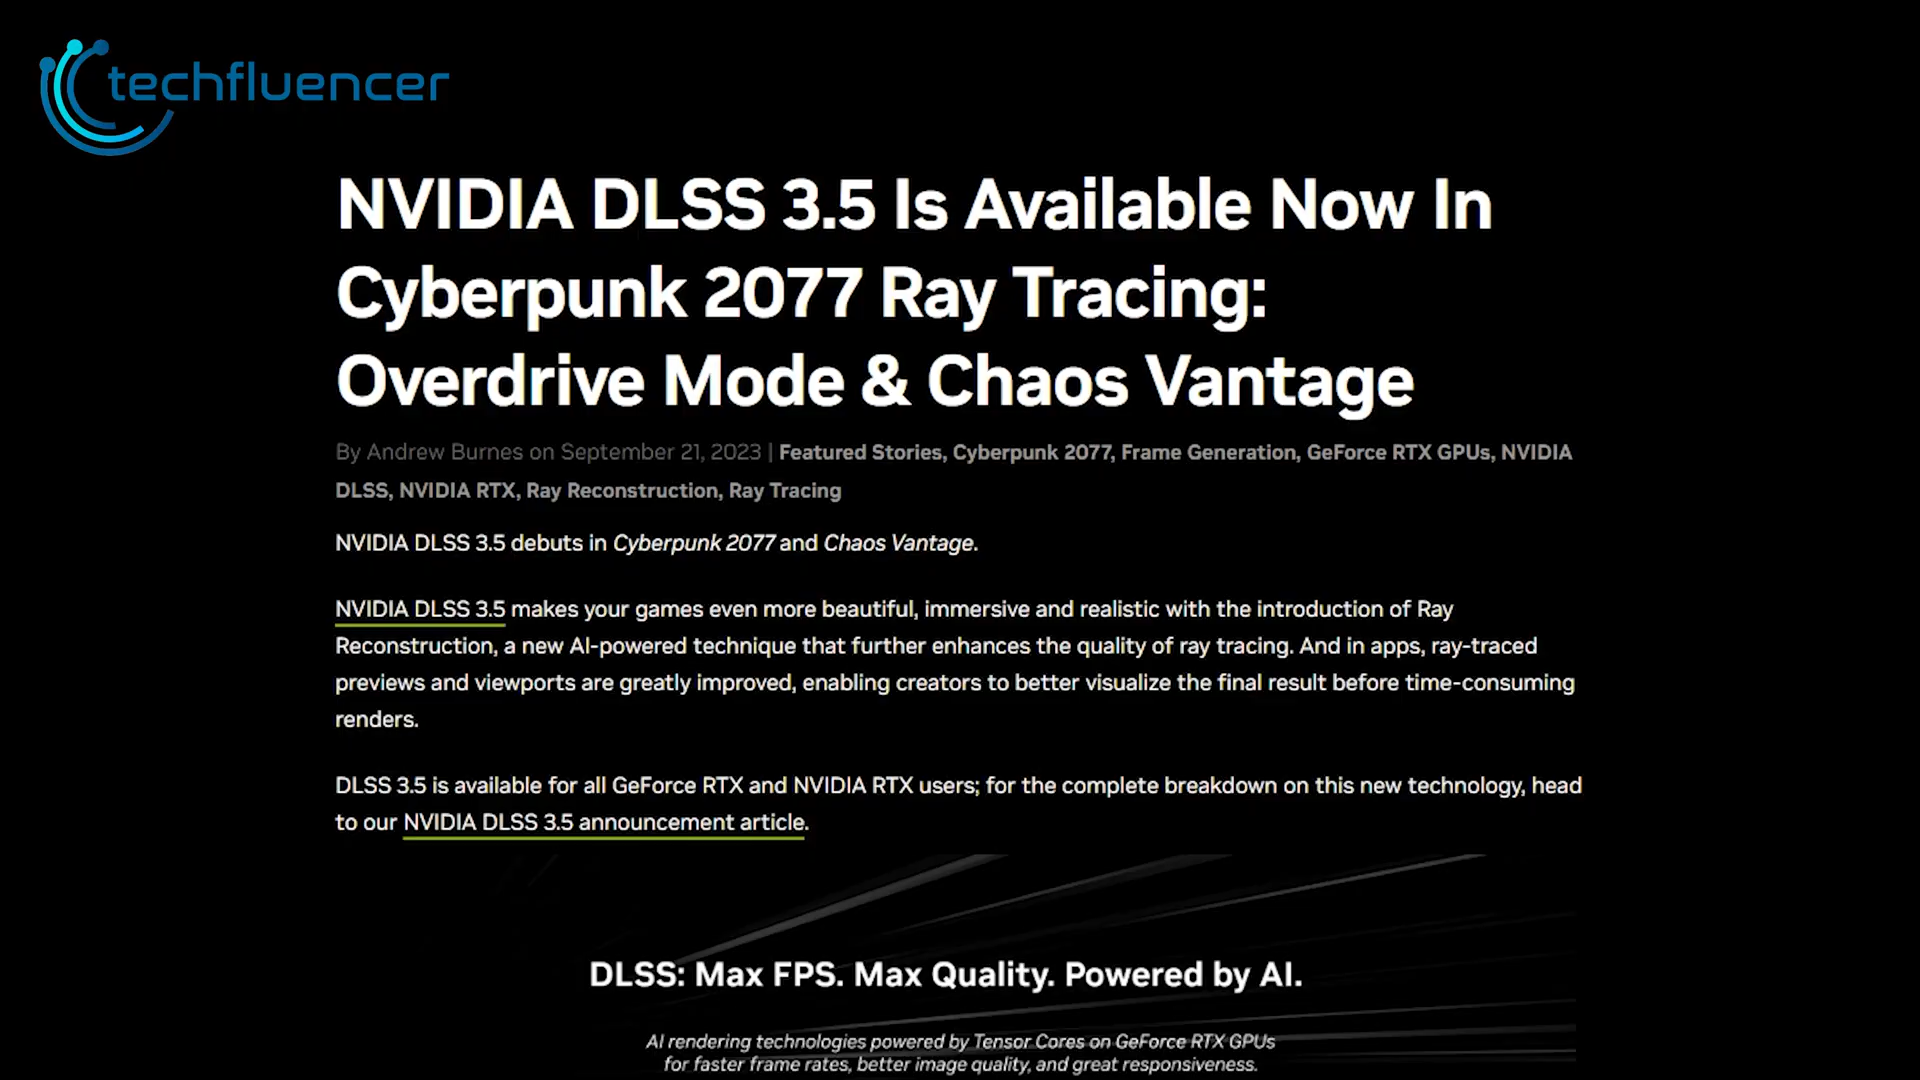 techfluencer
NVIDIA DLSS 3.5 Is Available Now In
Cyberpunk 2077 Ray Tracing:
Overdrive Mode & Chaos Vantage
By Andrew Burnes on September 21, 2023 | Featured Stories, Cyberpunk 2077, Frame Generation, GeForce RTX GPUs, NVIDIA
DLSS, NVIDIA RTX, Ray Reconstruction, Ray Tracing
NVIDIA DLSS 3.5 debuts in Cyberpunk 2077 and Chaos Vantage.
NVIDIA DLSS 3.5 makes your games even more beautiful, immersive and realistic with the introduction of Ray
Reconstruction, a new AI-powered technique that further enhances the quality of ray tracing. And in apps, ray-traced
previews and viewports are greatly improved, enabling creators to better visualize the final result before time-consuming
renders.
DLSS 3.5 is available for all GeForce RTX and NVIDIA RTX users; for the complete breakdown on this new technology, head
to our NVIDIA DLSS 3.5 announcement article.
DLSS: Max FPS. Max Quality. Powered by AI.
AI rendering technologies powered by Tensor Cores on GeForce RTX GPUs
for faster frame rates, better image quality, and great responsiveness.